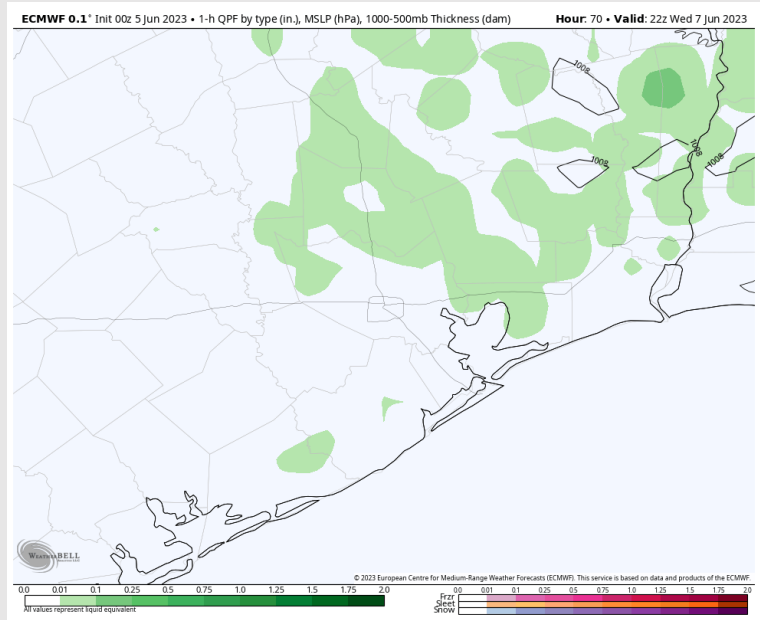 ECMWF 0.1° Init 00z 5 Jun 2023 • 1-h QPF by type (in.), MSLP (hPa), 1000-500mb Thickness (dam)
Hour: 70 • Valid: 22z Wed 7 Jun 2023
1008
1008
1008
1008
WEATHERBELL
© 2023 European Centre for Medium-Range Weather Forecasts (ECMWF). This service is based on data and products of the ECMWF.
0.0 0.01 0.1 0.25 0.5 0.75 1.0 1.25 1.5 1.75 2.0
All values represent liquid equivalent
0.0 0.01 0.1 0.25 0.5 0.75 1.0 1.25 1.5 1.75 2.0
Frzr
Sleet
Snow